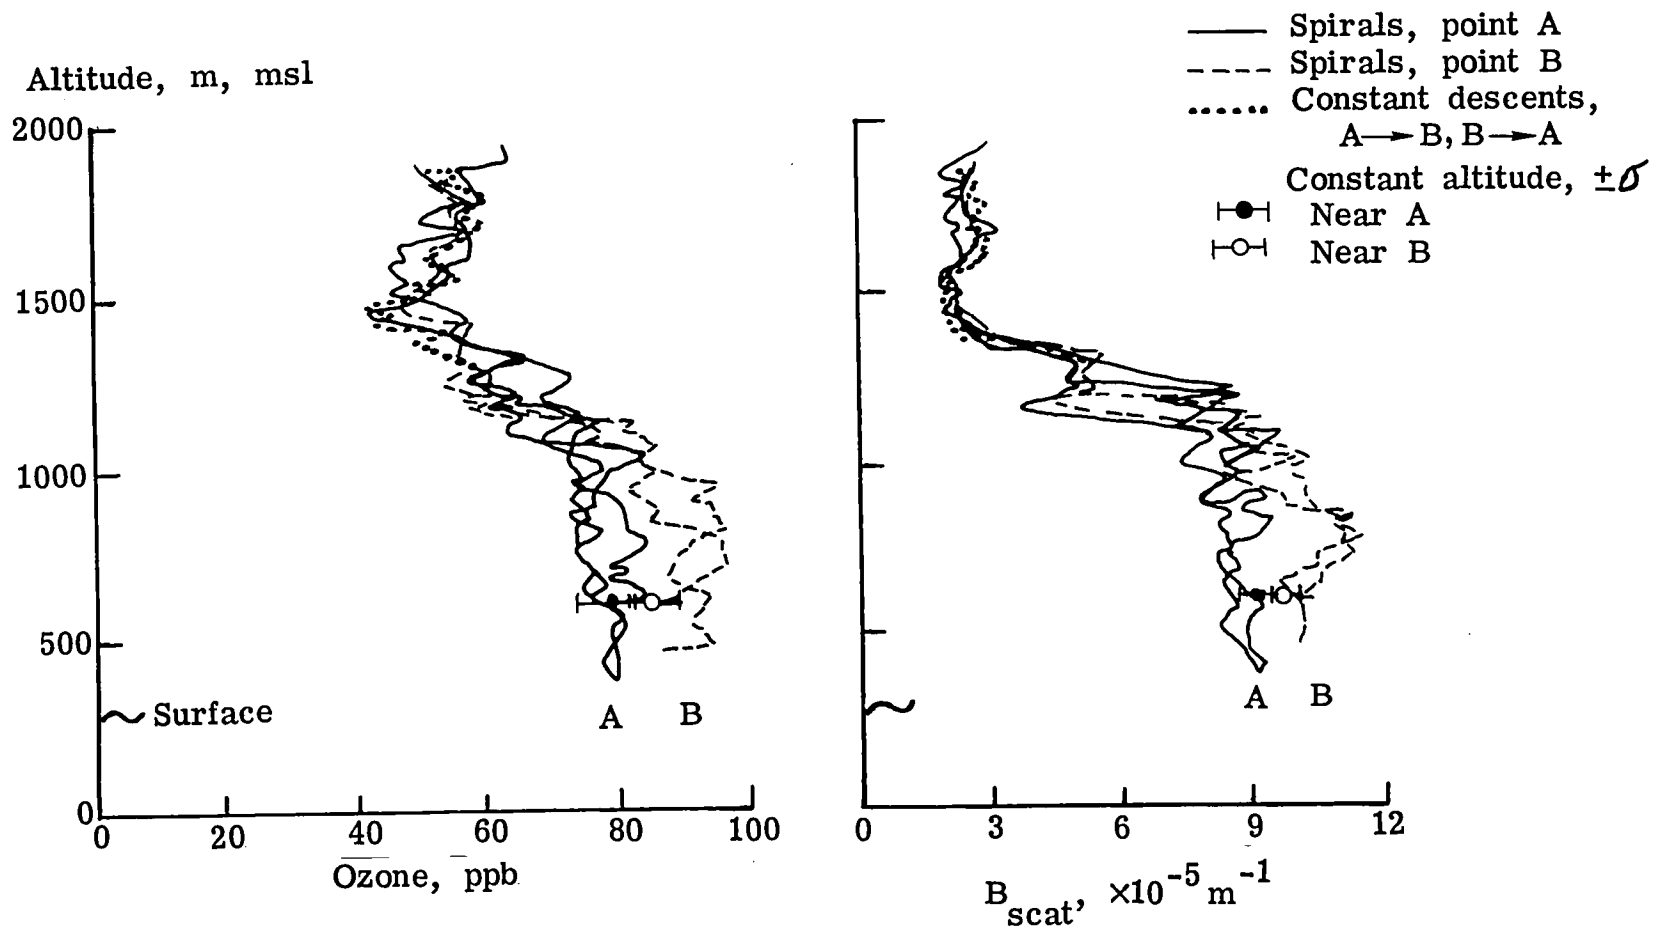 Spirals, point A
Spirals, point B
Constant descents,
A→B, B→A
Constant altitude, ±σ
Near A
Near B
Altitude, m, msl
2000
1500
1000
500
0
Surface
A B
0 20 40 60 80 100
Ozone, ppb
A B
0 3 6 9 12
B_scat, ×10^-5 m^-1